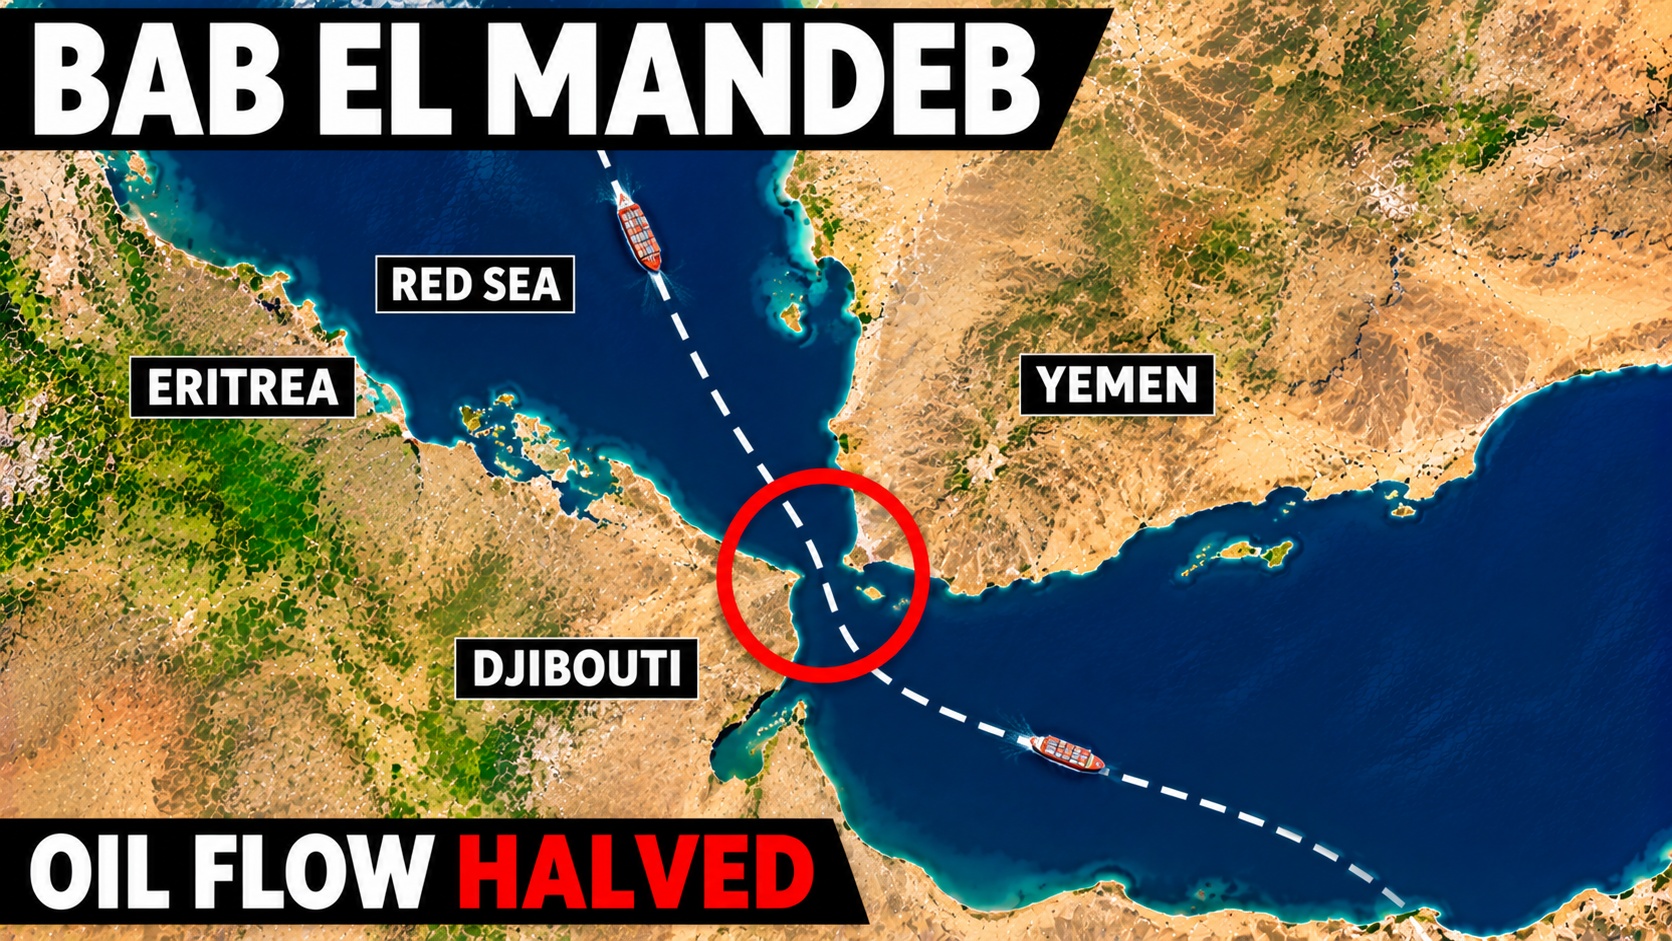 BAB EL MANDEB
RED SEA
ERITREA
YEMEN
DJIBOUTI
OIL FLOW HALVED